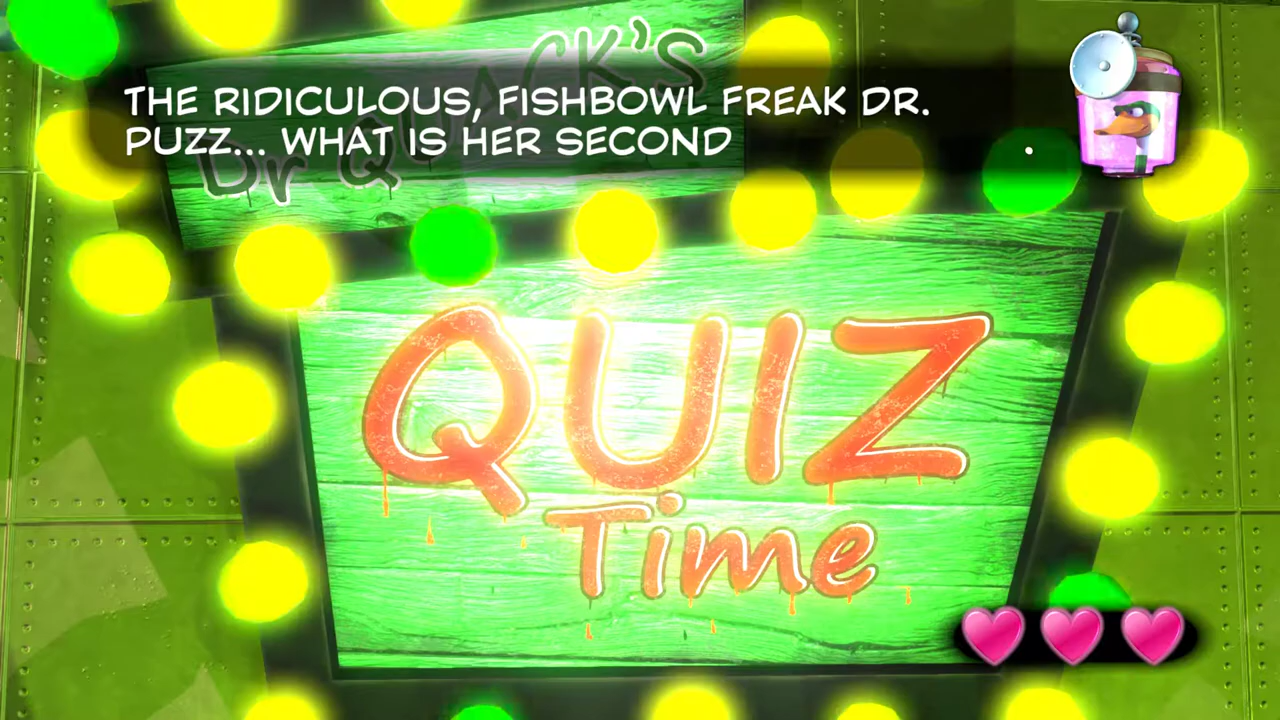 Dr QUACK'S
THE RIDICULOUS, FISHBOWL FREAK DR.
PUZZ... WHAT IS HER SECOND
QUIZ
Time